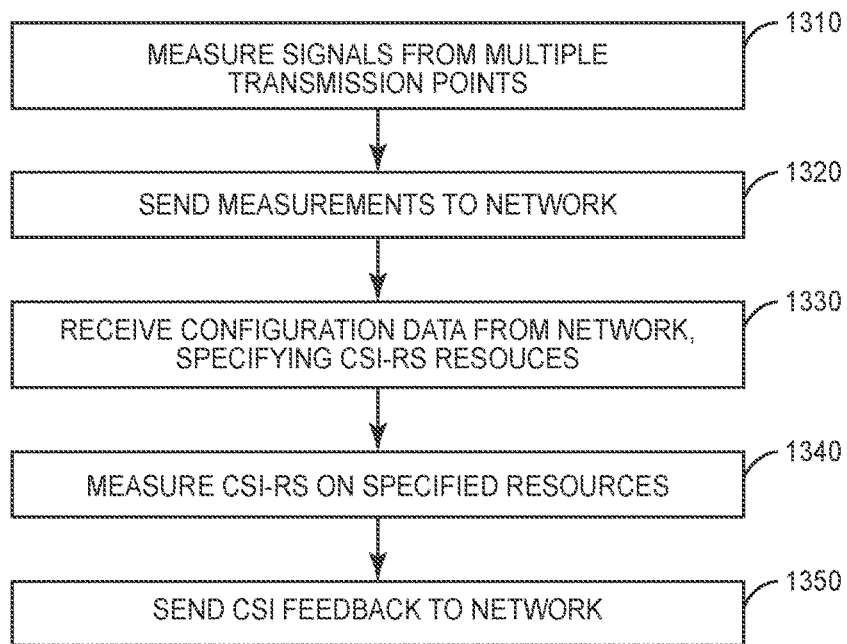 1310
MEASURE SIGNALS FROM MULTIPLE
TRANSMISSION POINTS
1320
SEND MEASUREMENTS TO NETWORK
1330
RECEIVE CONFIGURATION DATA FROM NETWORK,
SPECIFYING CSI-RS RESOUCES
1340
MEASURE CSI-RS ON SPECIFIED RESOURCES
1350
SEND CSI FEEDBACK TO NETWORK